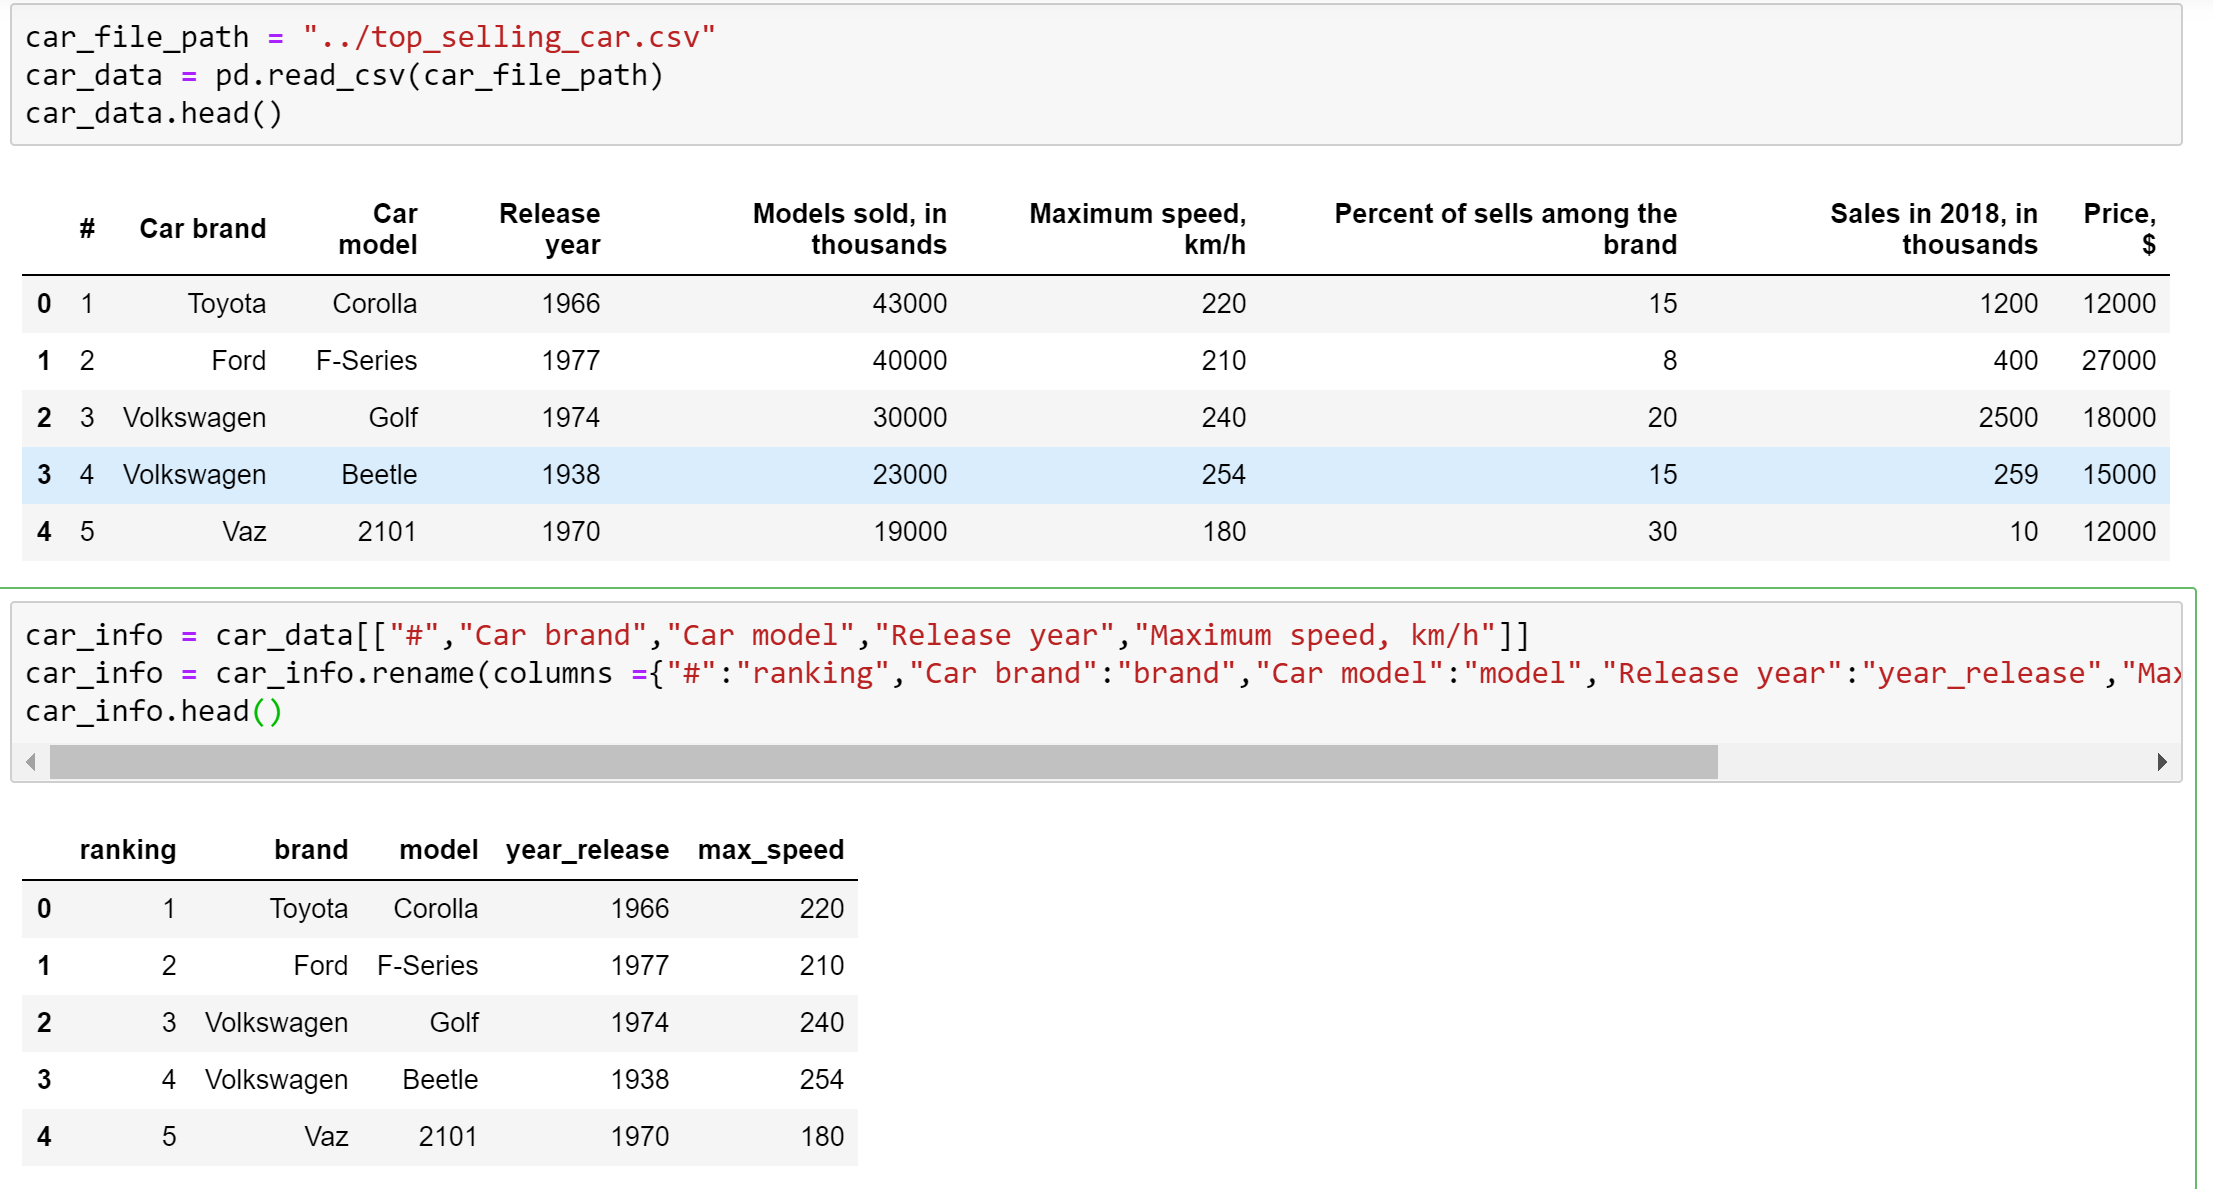 car_file_path = "../top_selling_car.csv"
car_data = pd.read_csv(car_file_path)
car_data.head()
# Car brand Car model Release year Models sold, in thousands Maximum speed, km/h Percent of sells among the brand Sales in 2018, in thousands Price, $
0 1 Toyota Corolla 1966 43000 220 15 1200 12000
1 2 Ford F-Series 1977 40000 210 8 400 27000
2 3 Volkswagen Golf 1974 30000 240 20 2500 18000
3 4 Volkswagen Beetle 1938 23000 254 15 259 15000
4 5 Vaz 2101 1970 19000 180 30 10 12000
car_info = car_data[["#","Car brand","Car model","Release year","Maximum speed, km/h"]]
car_info = car_info.rename(columns ={"#":"ranking","Car brand":"brand","Car model":"model","Release year":"year_release","Max
car_info.head()
ranking brand model year_release max_speed
0 1 Toyota Corolla 1966 220
1 2 Ford F-Series 1977 210
2 3 Volkswagen Golf 1974 240
3 4 Volkswagen Beetle 1938 254
4 5 Vaz 2101 1970 180